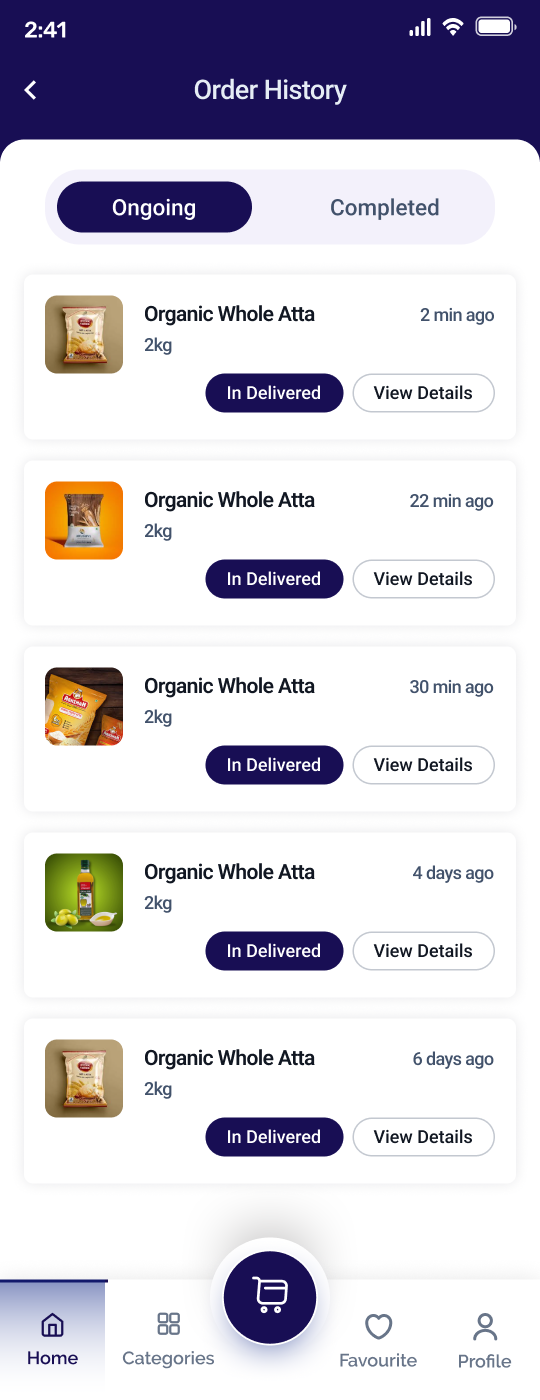 2:41
Order History
Ongoing
Completed
Organic Whole Atta
2 min ago
2kg
In Delivered
View Details
Organic Whole Atta
22 min ago
2kg
In Delivered
View Details
Organic Whole Atta
30 min ago
2kg
In Delivered
View Details
Organic Whole Atta
4 days ago
2kg
In Delivered
View Details
Organic Whole Atta
6 days ago
2kg
In Delivered
View Details
Home
Categories
Favourite
Profile